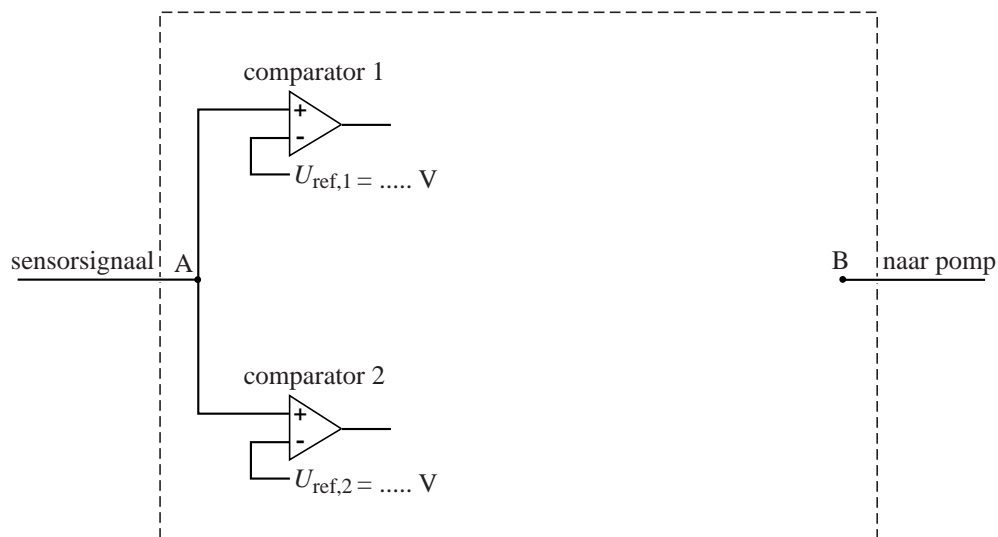 comparator 1
+
-
U_ref,1 = ..... V
sensorsignaal A
B naar pomp
comparator 2
+
-
U_ref,2 = ..... V